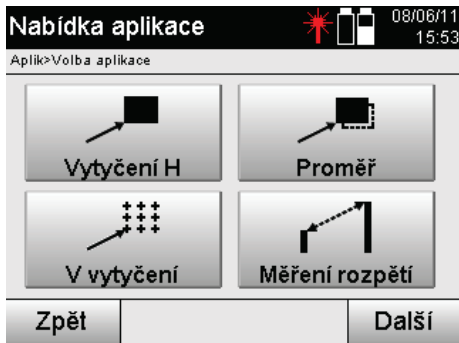 Nabídka aplikace
08/06/11
15:53
Aplik>Volba aplikace
Vytyčení H
Proměř
V vytyčení
Měření rozpětí
Zpět
Další